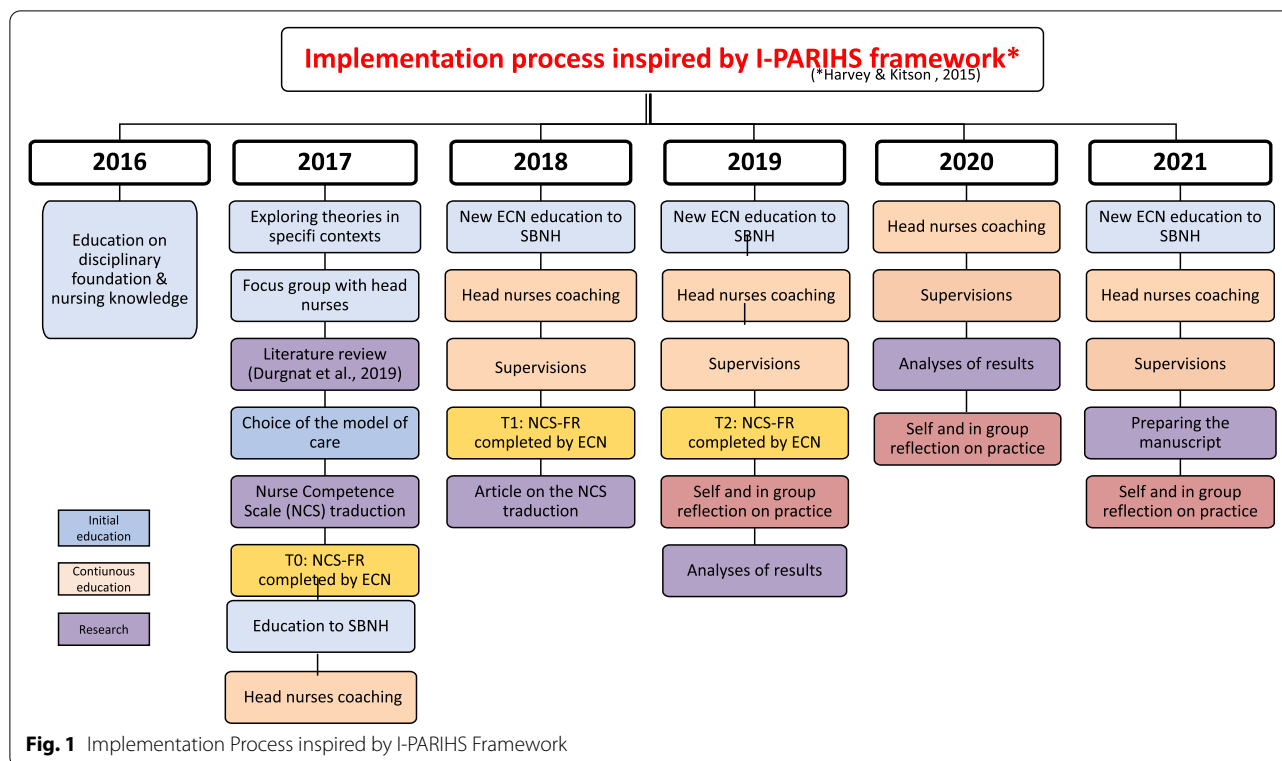 Implementation process inspired by I-PARIHS framework*
(*Harvey & Kitson , 2015)
2016
Education on
disciplinary
foundation &
nursing knowledge
2017
Exploring theories in
specifi contexts
Focus group with head
nurses
Literature review
(Durgnat et al., 2019)
Choice of the model of
care
Nurse Competence
Scale (NCS) traduction
T0: NCS-FR
completed by ECN
Education to SBNH
Head nurses coaching
2018
New ECN education to
SBNH
Head nurses coaching
Supervisions
T1: NCS-FR
completed by ECN
Article on the NCS
traduction
2019
New ECN education to
SBNH
Head nurses coaching
Supervisions
T2: NCS-FR
completed by ECN
Self and in group
reflection on practice
Analyses of results
2020
Head nurses coaching
Supervisions
Analyses of results
Self and in group
reflection on practice
2021
New ECN education to
SBNH
Head nurses coaching
Supervisions
Preparing the
manuscript
Self and in group
reflection on practice
Initial
education
Contiunous
education
Research
Fig. 1 Implementation Process inspired by I-PARIHS Framework